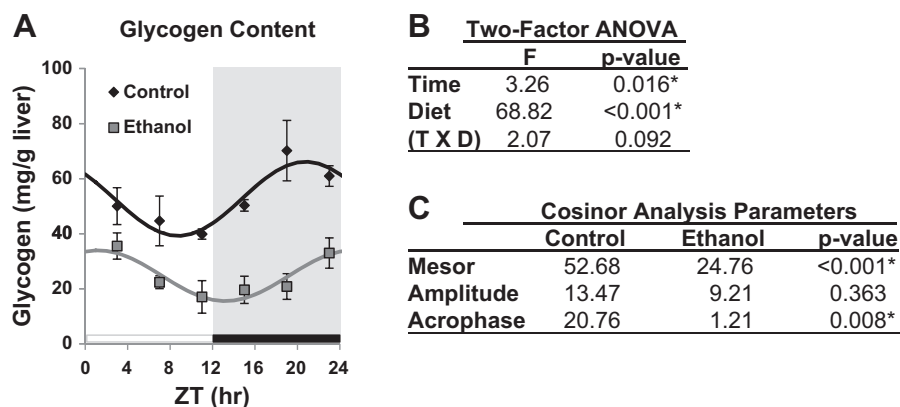 A
Glycogen Content
Glycogen (mg/g liver)
100
80
60
40
20
0
Control
Ethanol
0 4 8 12 16 20 24
ZT (hr)
B
Two-Factor ANOVA
F p-value
Time 3.26 0.016*
Diet 68.82 <0.001*
(T X D) 2.07 0.092
C
Cosinor Analysis Parameters
Control Ethanol p-value
Mesor 52.68 24.76 <0.001*
Amplitude 13.47 9.21 0.363
Acrophase 20.76 1.21 0.008*